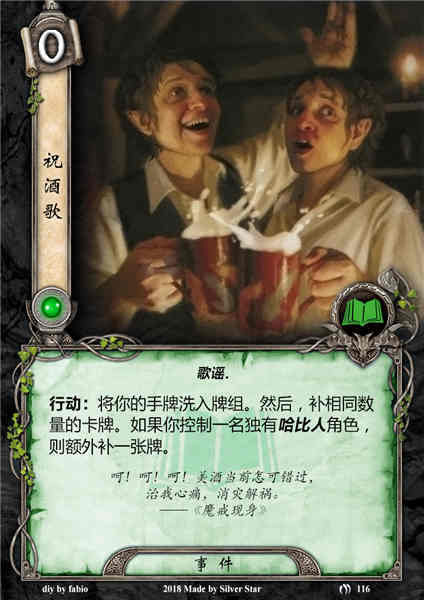 0
祝酒歌
歌谣.
行动：将你的手牌洗入牌组。然后，补相同数
量的卡牌。如果你控制一名独有哈比人角色，
则额外补一张牌。
呵！呵！呵！美酒当前怎可错过，
治我心痛，消灾解祸。
——《魔戒现身》
事件
diy by fabio
2018 Made by Silver Star
116